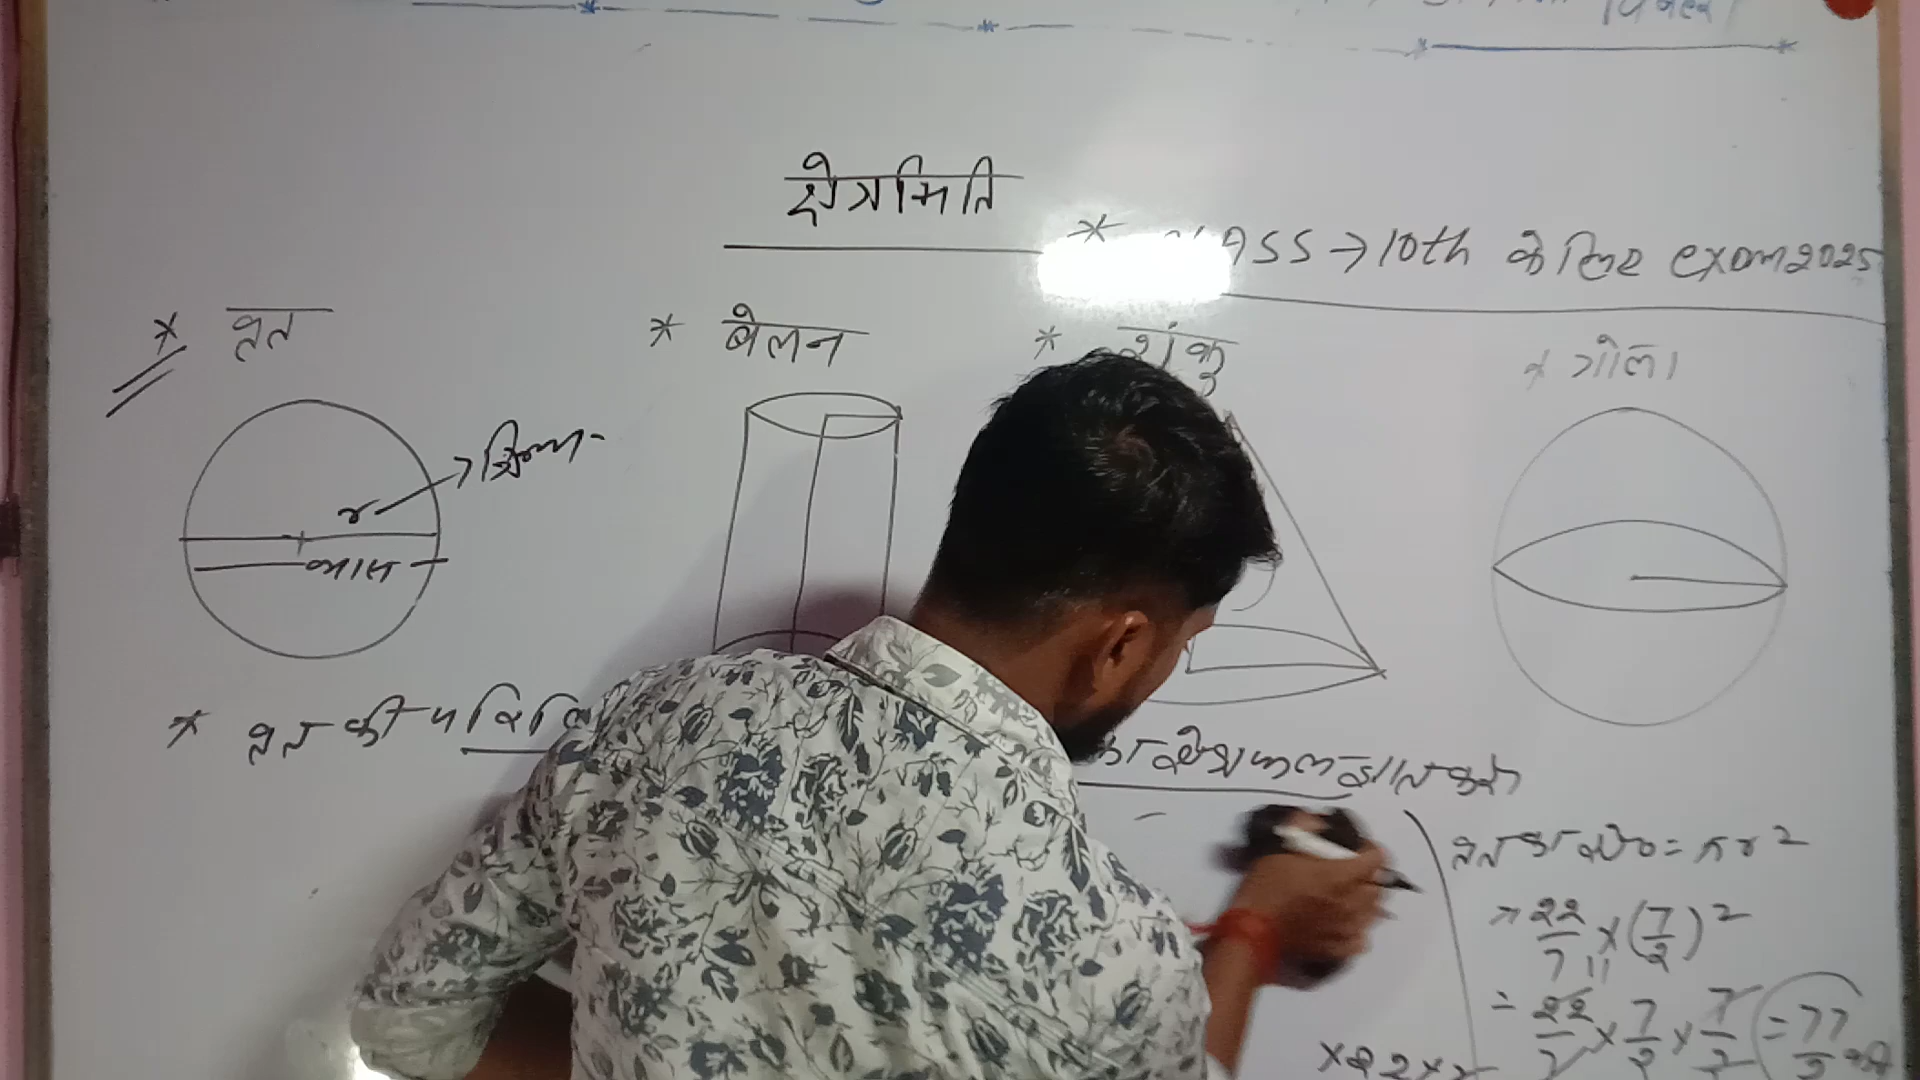 क्षेत्रमिति
* CLASS → 10th के लिए exam 2025
* वृत
* बेलन
* शंकु
* गोला
r → त्रिज्या
व्यास
* वृत की परिधि
का क्षेत्रफल ज्ञात करें
वृत का क्षे० = πr²
= 22/7 × (7/2)²
= 22/7 × 7/2 × 7/2 = 77/2
×22×